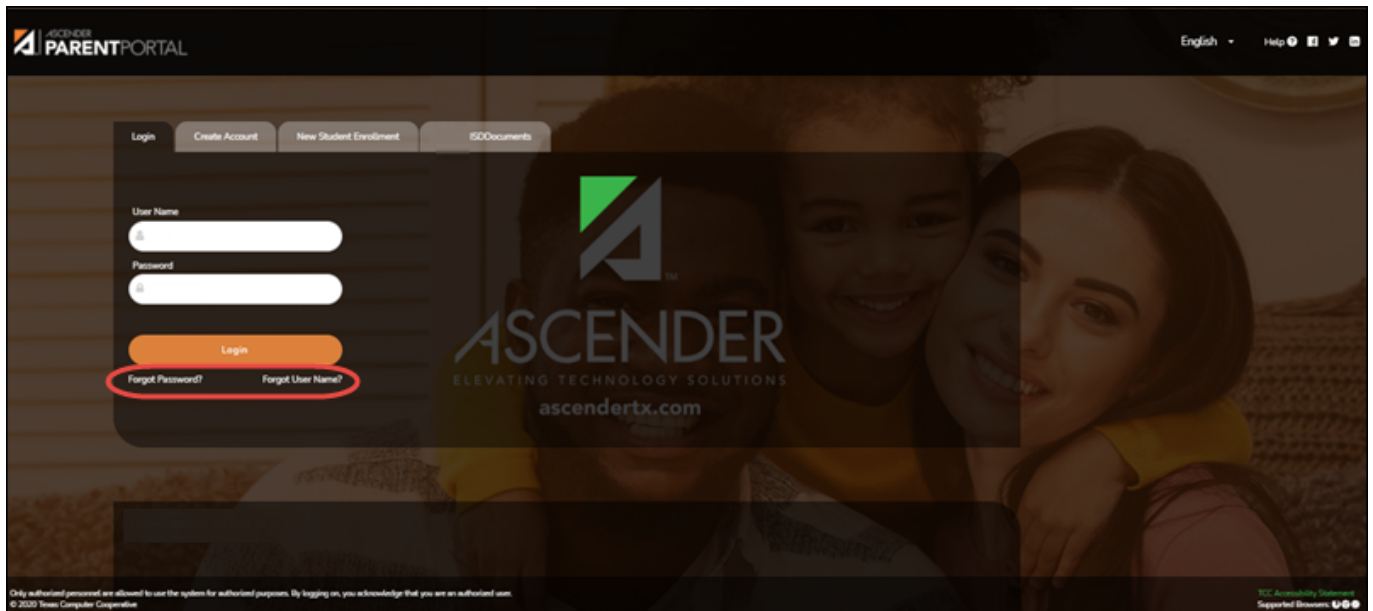 ASCENDER
PARENTPORTAL
English
Help
Login
Create Account
New Student Enrollment
ISDDocuments
User Name
Password
Login
Forgot Password?
Forgot User Name?
TM
ASCENDER
ELEVATING TECHNOLOGY SOLUTIONS
ascendertx.com
Only authorized personnel are allowed to use the system for authorized purposes. By logging on, you acknowledge that you are an authorized user.
© 2020 Texas Computer Cooperative
TCC Accessibility Statement
Supported Browsers: